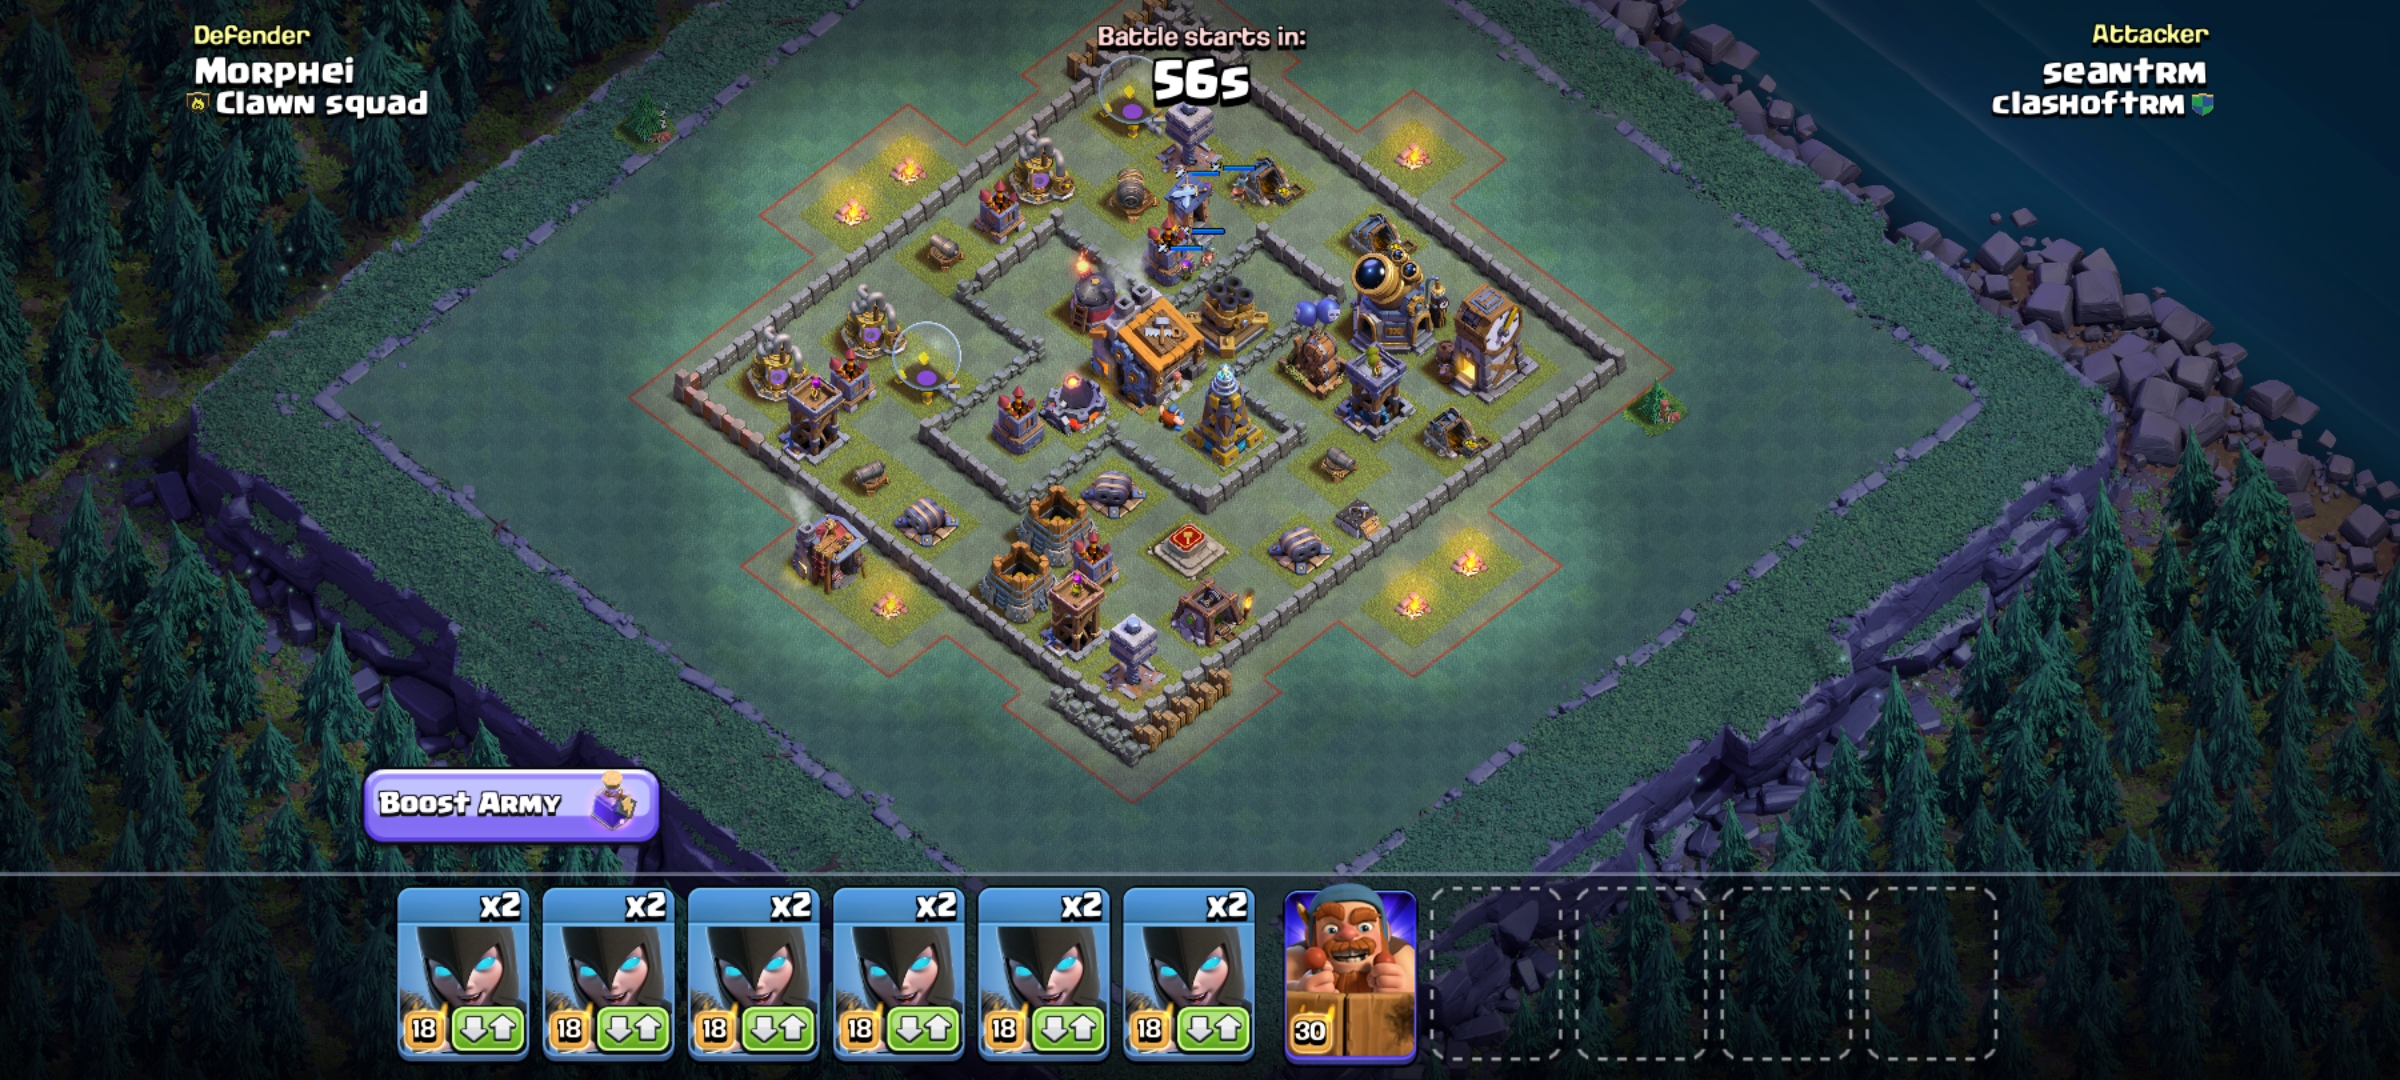 Defender
Morphei
Clawn squad
Battle starts in:
56s
Attacker
seantRM
clashoftRM
Boost Army
x2 x2 x2 x2 x2 x2
18 18 18 18 18 18 30